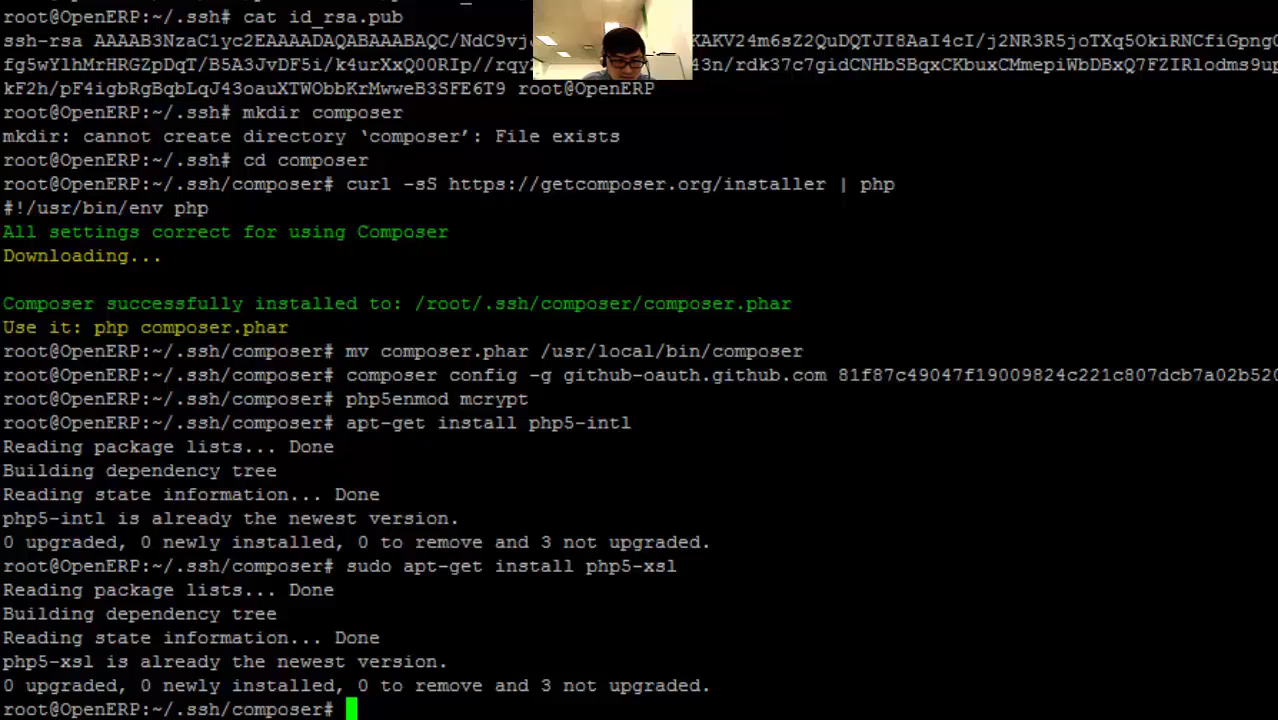 root@OpenERP:~/.ssh# cat id_rsa.pub
ssh-rsa KAKV24m6sZ2QuDQTJI8AaI4cI/j2NR3R5joTXq5OkiRNCfiGpng
root@OpenERP
root@OpenERP:~/.ssh# mkdir composer
mkdir: cannot create directory ‘composer’: File exists
root@OpenERP:~/.ssh# cd composer
root@OpenERP:~/.ssh/composer# curl -sS https://getcomposer.org/installer | php
#!/usr/bin/env php
All settings correct for using Composer
Downloading...
Composer successfully installed to: /root/.ssh/composer/composer.phar
Use it: php composer.phar
root@OpenERP:~/.ssh/composer# mv composer.phar /usr/local/bin/composer
root@OpenERP:~/.ssh/composer# composer config -g github-oauth.github.com
root@OpenERP:~/.ssh/composer# php5enmod mcrypt
root@OpenERP:~/.ssh/composer# apt-get install php5-intl
Reading package lists... Done
Building dependency tree
Reading state information... Done
php5-intl is already the newest version.
0 upgraded, 0 newly installed, 0 to remove and 3 not upgraded.
root@OpenERP:~/.ssh/composer# sudo apt-get install php5-xsl
Reading package lists... Done
Building dependency tree
Reading state information... Done
php5-xsl is already the newest version.
0 upgraded, 0 newly installed, 0 to remove and 3 not upgraded.
root@OpenERP:~/.ssh/composer#